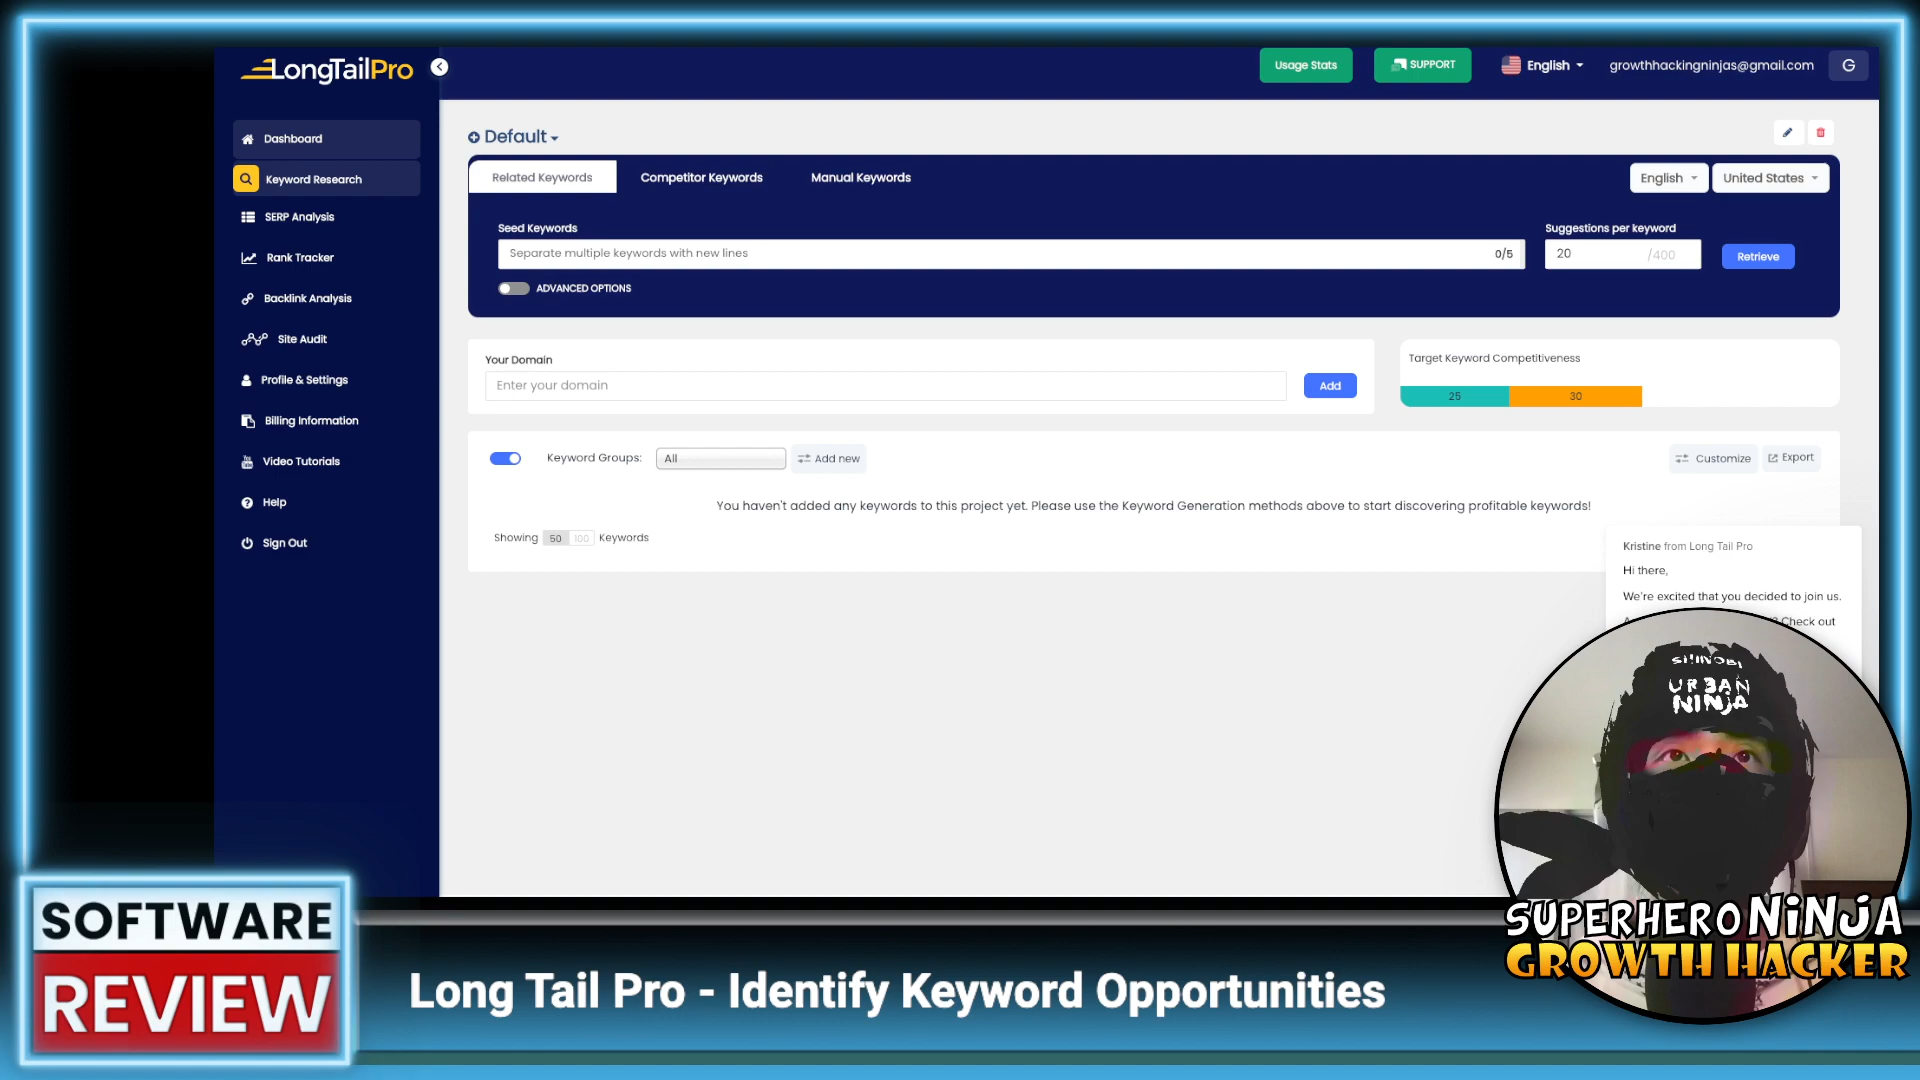 LongTailPro
Usage Stats
SUPPORT
English
growthhackingninjas@gmail.com
G
Dashboard
Keyword Research
SERP Analysis
Rank Tracker
Backlink Analysis
Site Audit
Profile & Settings
Billing Information
Video Tutorials
Help
Sign Out
Default
Related Keywords
Competitor Keywords
Manual Keywords
English
United States
Seed Keywords
Separate multiple keywords with new lines
0/5
Suggestions per keyword
20
/400
Retrieve
ADVANCED OPTIONS
Your Domain
Enter your domain
Add
Target Keyword Competitiveness
25
30
Keyword Groups:
All
Add new
Customize
Export
You haven't added any keywords to this project yet. Please use the Keyword Generation methods above to start discovering profitable keywords!
Showing 50 100 Keywords
Kristine from Long Tail Pro
Hi there,
We're excited that you decided to join us.
Check out
SHINOBI
URBAN
NINJA
SUPERHERO NiNJA
GROWTH HACKER
SOFTWARE
REVIEW
Long Tail Pro - Identify Keyword Opportunities